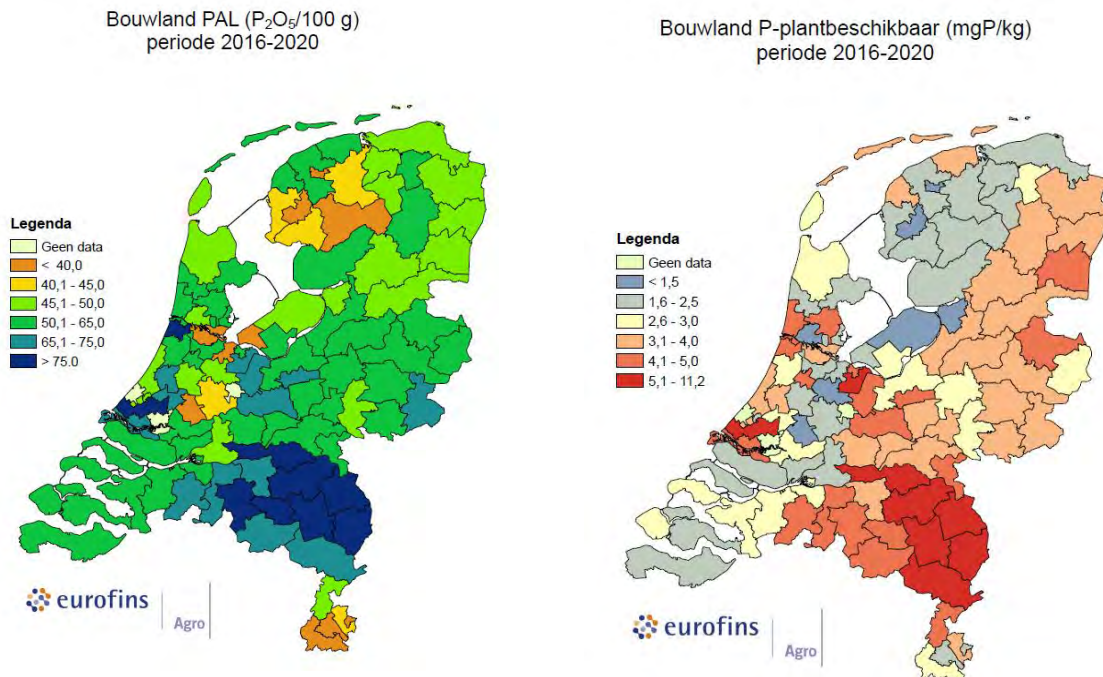 Bouwland PAL (P₂O₅/100 g)
periode 2016-2020
Legenda
Geen data
< 40,0
40,1 - 45,0
45,1 - 50,0
50,1 - 65,0
65,1 - 75,0
> 75.0
eurofins
Agro
Bouwland P-plantbeschikbaar (mgP/kg)
periode 2016-2020
Legenda
Geen data
< 1,5
1,6 - 2,5
2,6 - 3,0
3,1 - 4,0
4,1 - 5,0
5,1 - 11,2
eurofins
Agro